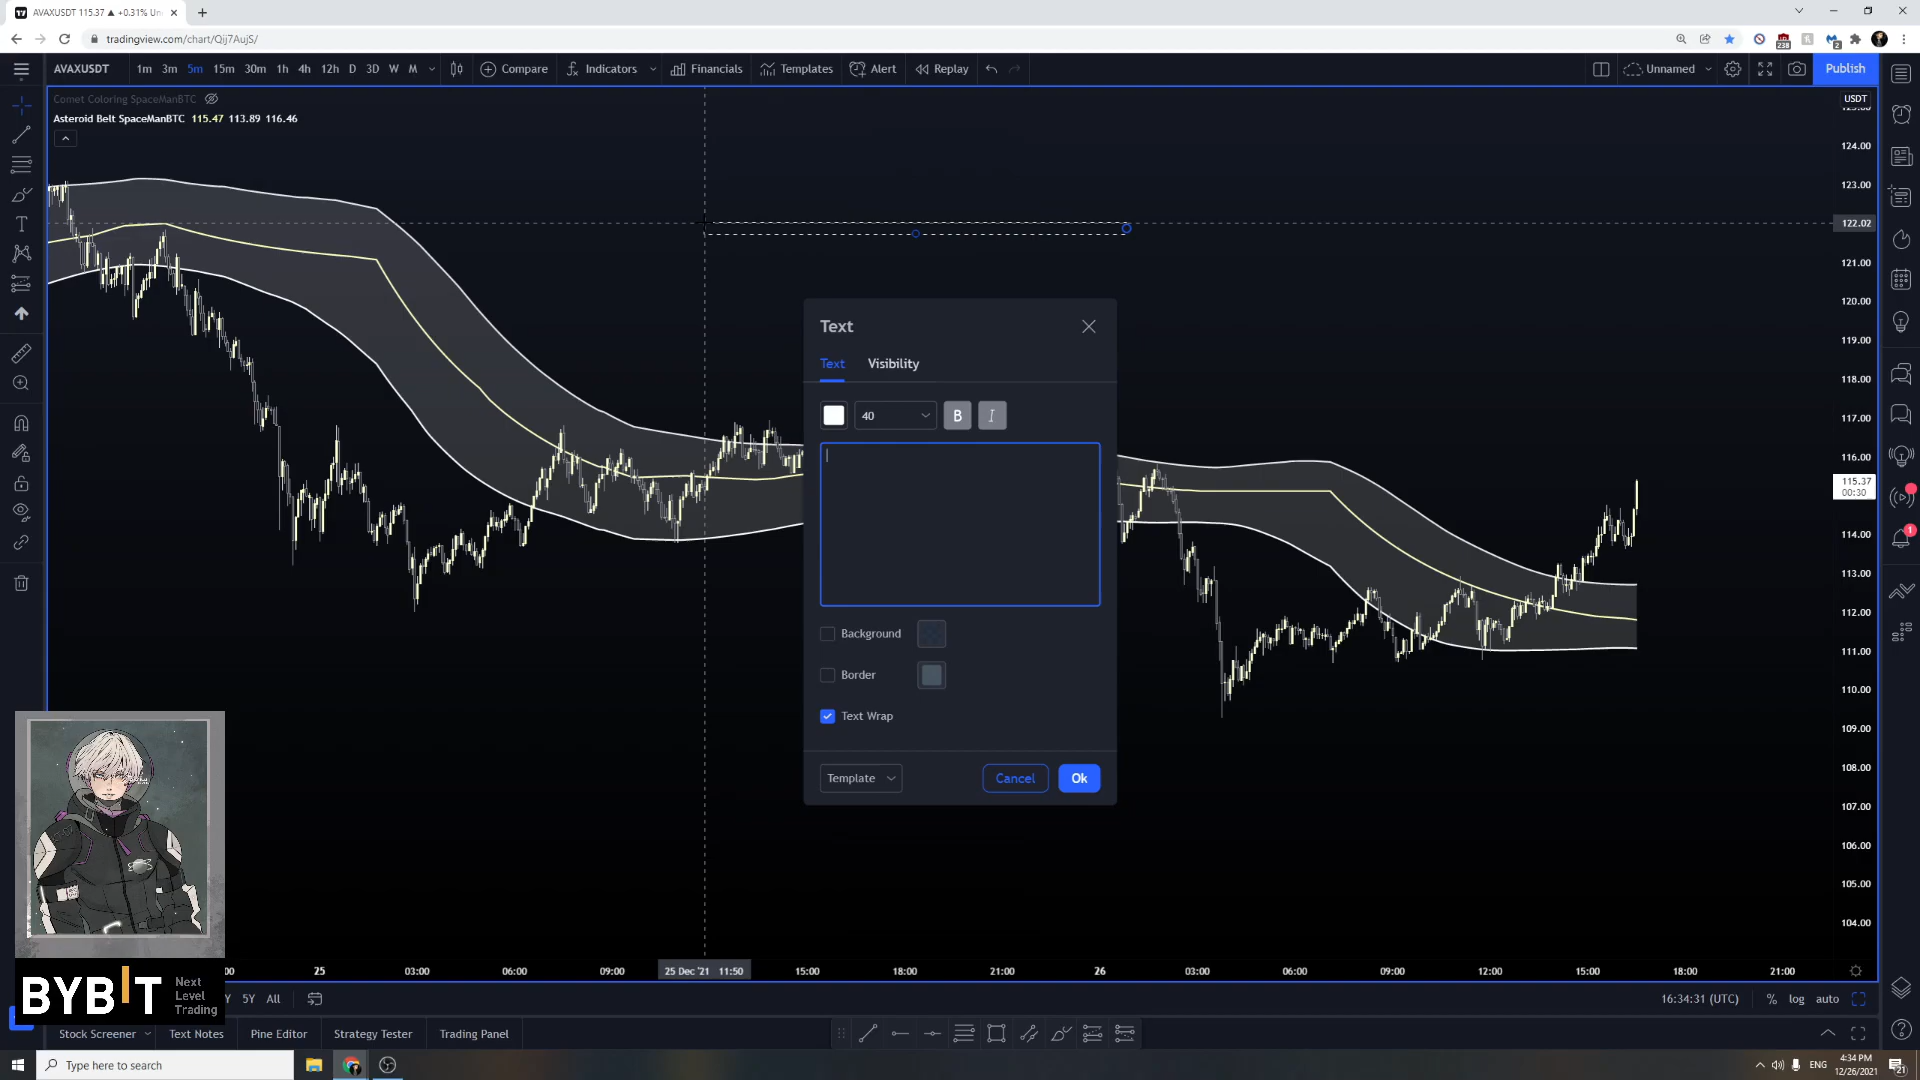 AVAXUSDT 115.37 ▲ +0.31% Un
tradingview.com/chart/Qij7AujS/
238
2
AVAXUSDT
1m 3m 5m 15m 30m 1h 4h 12h D 3D W M
Compare
Indicators
Financials
Templates
Alert
Replay
Unnamed
Publish
Comet Coloring SpaceManBTC
Asteroid Belt SpaceManBTC 115.47 113.89 116.46
USDT
124.00
123.00
122.02
121.00
120.00
119.00
118.00
117.00
116.00
115.37
00:30
114.00
113.00
112.00
111.00
110.00
109.00
108.00
107.00
106.00
105.00
104.00
1
Text
Text Visibility
40
B
I
Background
Border
Text Wrap
Template
Cancel
Ok
BYBIT
Next
Level
Trading
:00 25 03:00 06:00 09:00 25 Dec '21 11:50 15:00 18:00 21:00 26 03:00 06:00 09:00 12:00 15:00 18:00 21:00
Y 5Y All
16:34:31 (UTC)
% log auto
Stock Screener Text Notes Pine Editor Strategy Tester Trading Panel
Type here to search
ENG
4:34 PM
12/26/2021
21